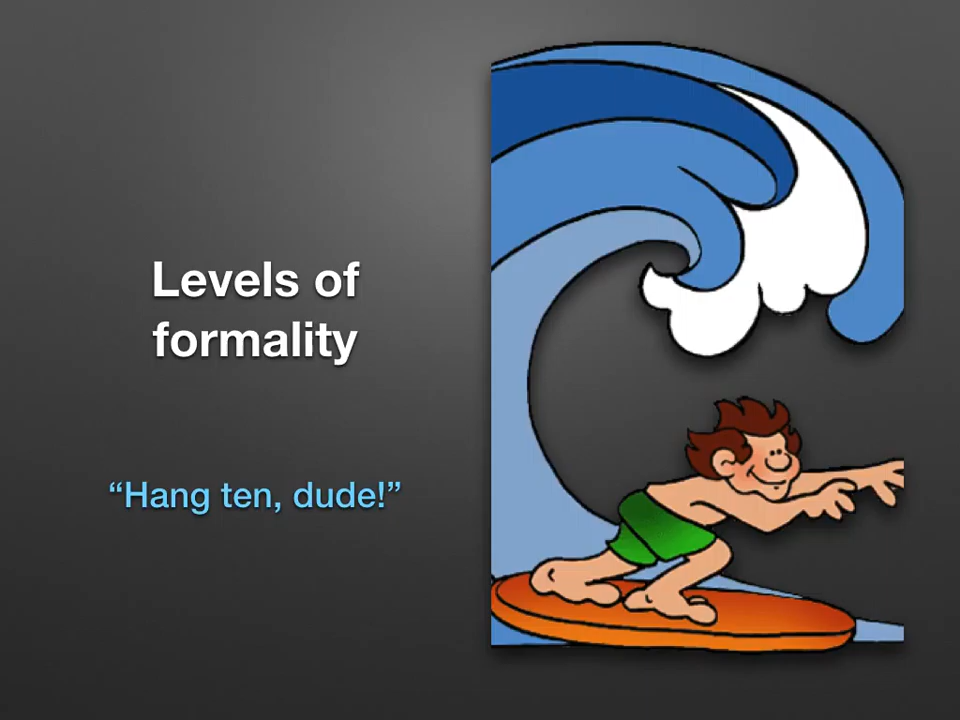 Levels of
formality
“Hang ten, dude!”